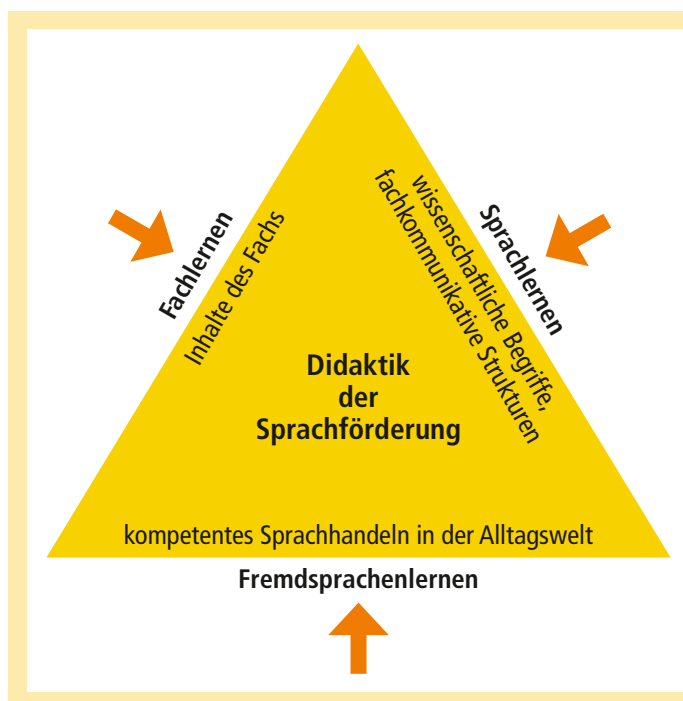 Fachlernen
Inhalte des Fachs
Sprachlernen
wissenschaftliche Begriffe,
fachkommunikative Strukturen
Didaktik
der
Sprachförderung
kompetentes Sprachhandeln in der Alltagswelt
Fremdsprachenlernen